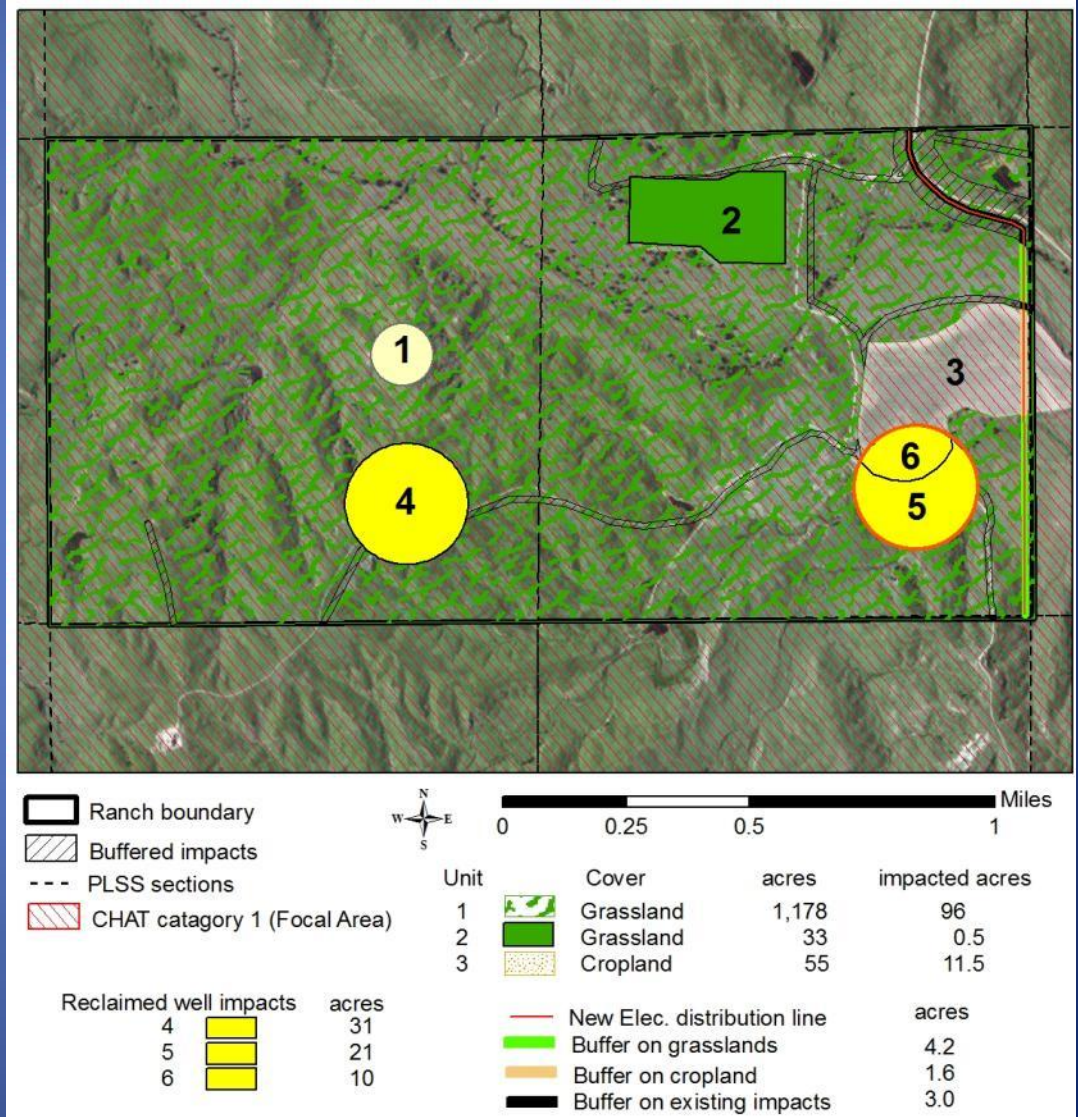 2
1
3
6
4
5
Ranch boundary
Buffered impacts
PLSS sections
CHAT catagory 1 (Focal Area)
N
W E
S
Miles
0 0.25 0.5 1
Unit Cover acres impacted acres
1 Grassland 1,178 96
2 Grassland 33 0.5
3 Cropland 55 11.5
Reclaimed well impacts acres
4 31
5 21
6 10
New Elec. distribution line acres
Buffer on grasslands 4.2
Buffer on cropland 1.6
Buffer on existing impacts 3.0